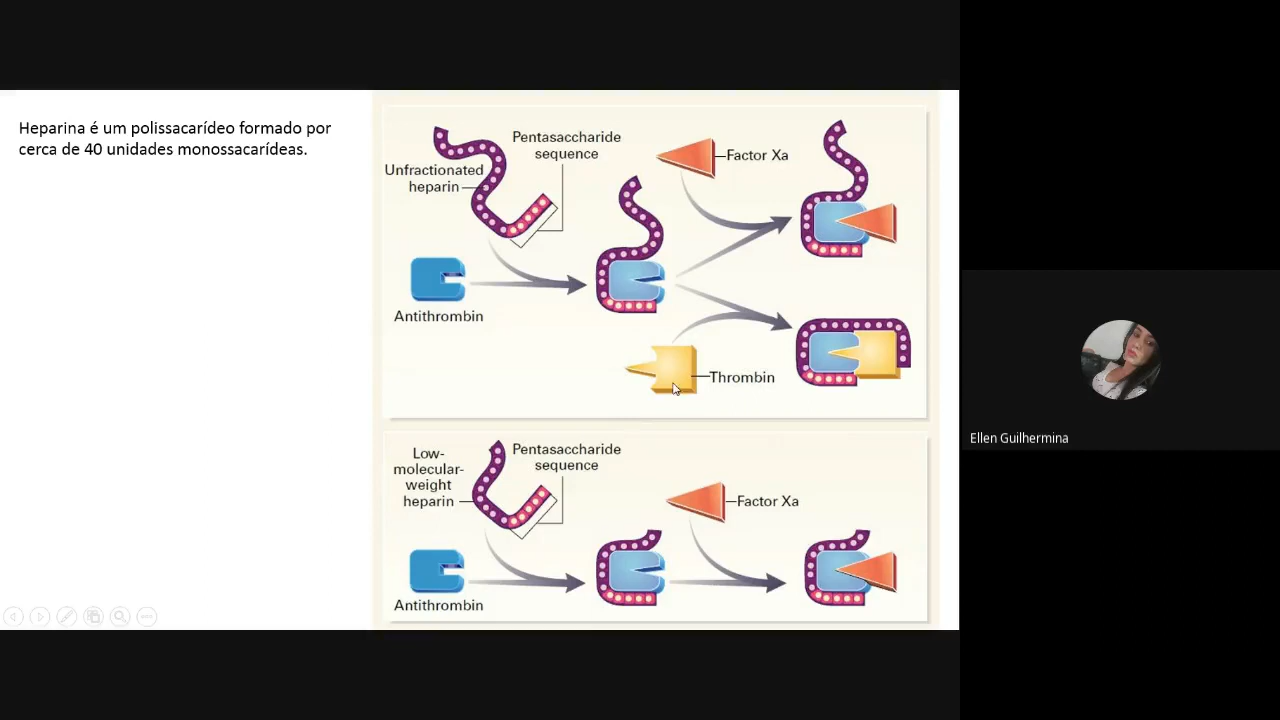 Heparina é um polissacarídeo formado por
cerca de 40 unidades monossacarídeas.
Pentasaccharide
sequence
Unfractionated
heparin
Factor Xa
Antithrombin
Thrombin
Low-
molecular-
weight
heparin
Pentasaccharide
sequence
Factor Xa
Antithrombin
Ellen Guilhermina